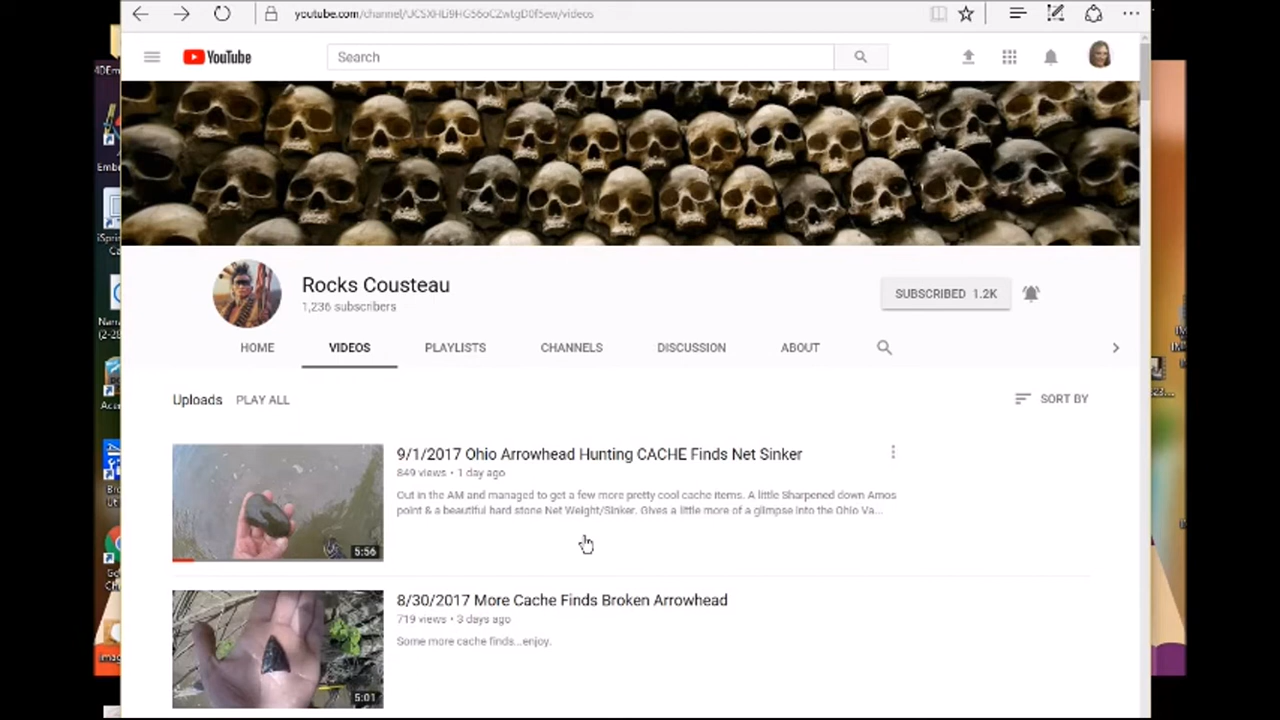 youtube.com/channel/UCSXHLi9HG56oCZwtgD0f5ew/videos
YouTube
Search
Rocks Cousteau
1,236 subscribers
SUBSCRIBED 1.2K
HOME VIDEOS PLAYLISTS CHANNELS DISCUSSION ABOUT
Uploads PLAY ALL
SORT BY
9/1/2017 Ohio Arrowhead Hunting CACHE Finds Net Sinker
849 views • 1 day ago
Out in the AM and managed to get a few more pretty cool cache items. A little Sharpened down Amos
point & a beautiful hard stone Net Weight/Sinker. Gives a little more of a glimpse into the Ohio Va...
5:56
8/30/2017 More Cache Finds Broken Arrowhead
719 views • 3 days ago
Some more cache finds...enjoy.
5:01